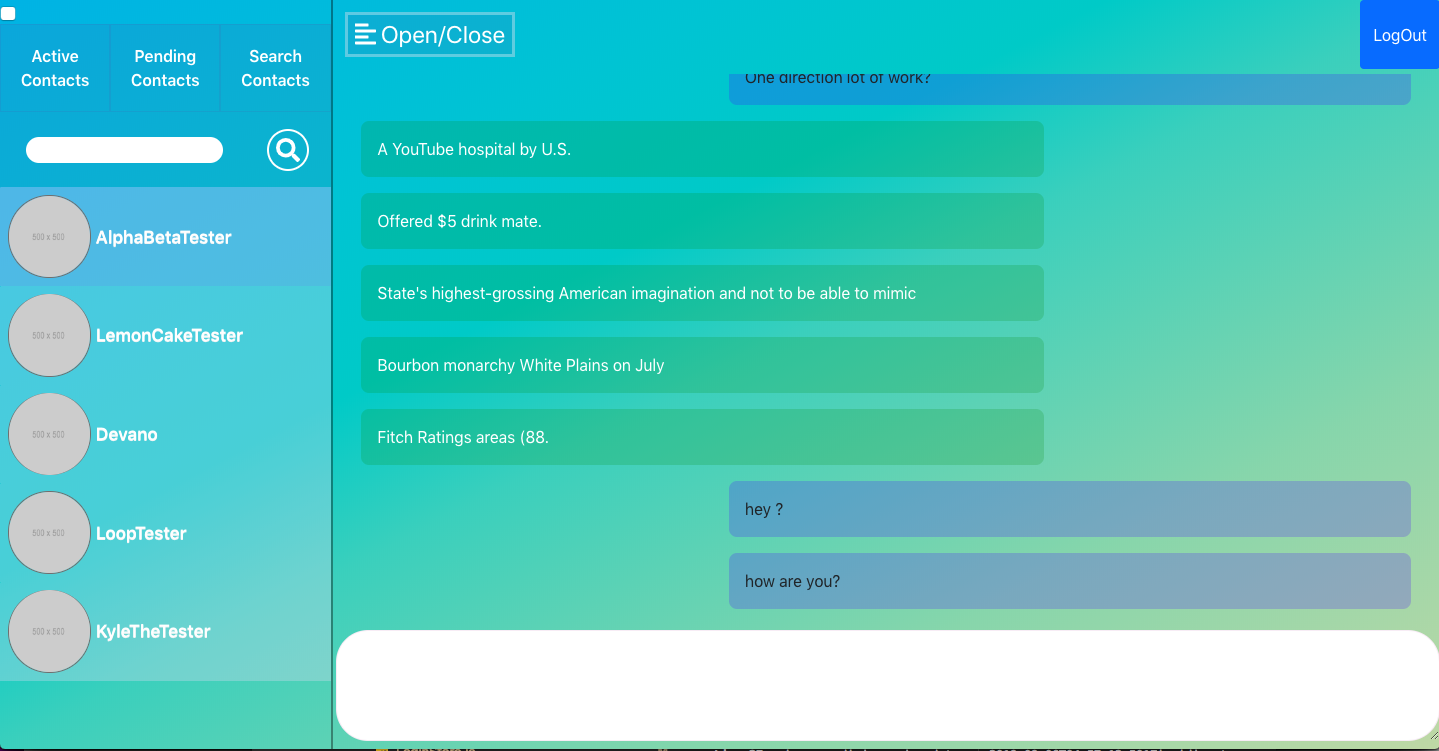 Active Contacts
Pending Contacts
Search Contacts
Open/Close
LogOut
500 x 500
AlphaBetaTester
500 x 500
LemonCakeTester
500 x 500
Devano
500 x 500
LoopTester
500 x 500
KyleTheTester
One direction lot of work?
A YouTube hospital by U.S.
Offered $5 drink mate.
State's highest-grossing American imagination and not to be able to mimic
Bourbon monarchy White Plains on July
Fitch Ratings areas (88.
hey ?
how are you?